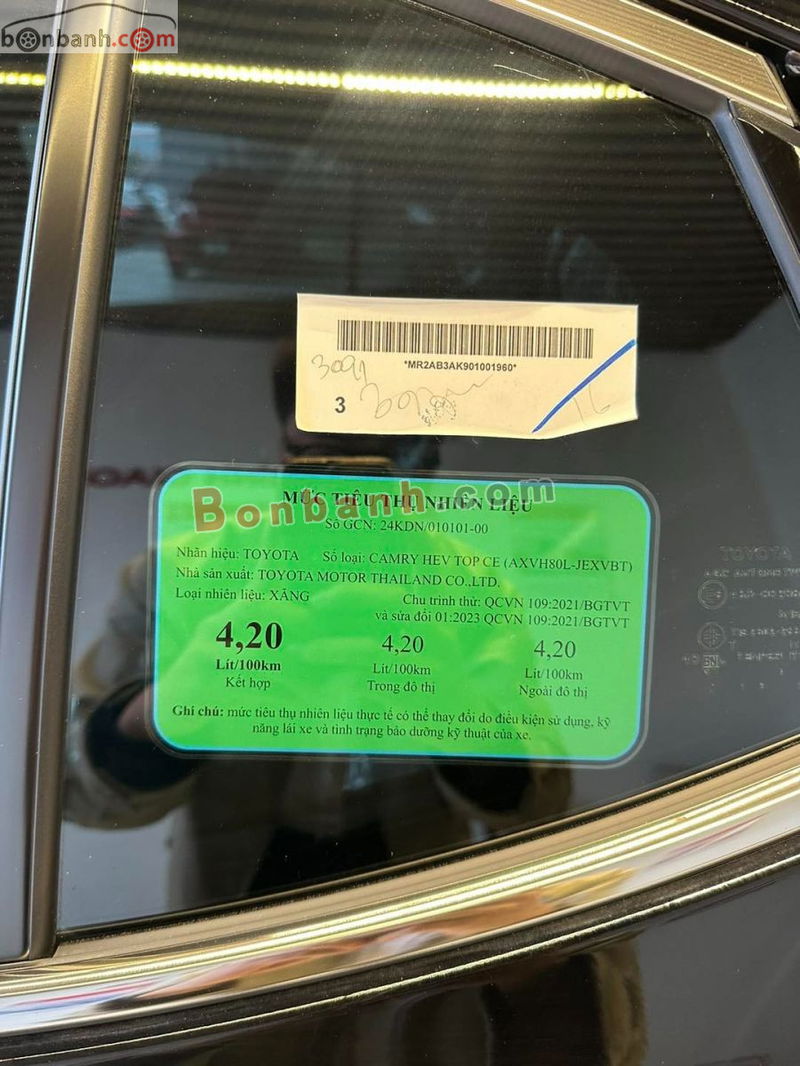 bonbanh.com
*MR2AB3AK901001960*
3091
3
16
Bonbanh.com
MỨC TIÊU THỤ NHIÊN LIỆU
Số GCN: 24KDN/010101-00
Nhãn hiệu: TOYOTA Số loại: CAMRY HEV TOP CE (AXVH80L-JEXVBT)
Nhà sản xuất: TOYOTA MOTOR THAILAND CO.,LTD.
Loại nhiên liệu: XĂNG Chu trình thử: QCVN 109:2021/BGTVT
và sửa đổi 01:2023 QCVN 109:2021/BGTVT
4,20 4,20 4,20
Lít/100km Lít/100km Lít/100km
Kết hợp Trong đô thị Ngoài đô thị
Ghi chú: mức tiêu thụ nhiên liệu thực tế có thể thay đổi do điều kiện sử dụng, kỹ
năng lái xe và tình trạng bảo dưỡng kỹ thuật của xe.
TOYOTA